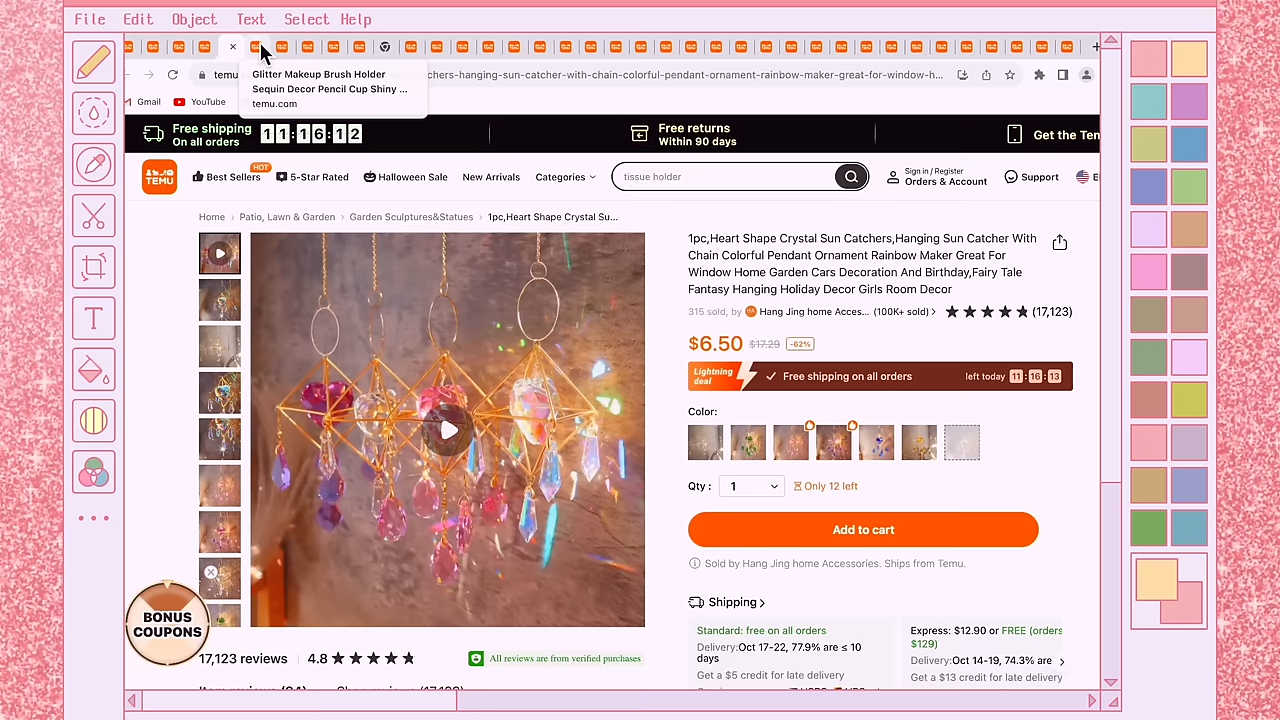 File Edit Object Text Select Help
temu
chers-hanging-sun-catcher-with-chain-colorful-pendant-ornament-rainbow-maker-great-for-window-h...
Glitter Makeup Brush Holder
Sequin Decor Pencil Cup Shiny ...
temu.com
Gmail YouTube
Free shipping
On all orders
11:16:12
Free returns
Within 90 days
Get the Tem
TEMU
Best Sellers
HOT
5-Star Rated
Halloween Sale
New Arrivals
Categories
tissue holder
Sign in / Register
Orders & Account
Support
Home › Patio, Lawn & Garden › Garden Sculptures&Statues › 1pc,Heart Shape Crystal Su...
1pc,Heart Shape Crystal Sun Catchers,Hanging Sun Catcher With
Chain Colorful Pendant Ornament Rainbow Maker Great For
Window Home Garden Cars Decoration And Birthday,Fairy Tale
Fantasy Hanging Holiday Decor Girls Room Decor
315 sold, by Hang Jing home Acces... (100K+ sold) › (17,123)
$6.50 $17.29 -62%
Lightning
deal
Free shipping on all orders
left today 11:16:13
Color:
Qty : 1
Only 12 left
Add to cart
Sold by Hang Jing home Accessories. Ships from Temu.
Shipping
Standard: free on all orders
Delivery:Oct 17-22, 77.9% are ≤ 10
days
Get a $5 credit for late delivery
Express: $12.90 or FREE (orders
$129)
Delivery:Oct 14-19, 74.3% are
Get a $13 credit for late delivery
BONUS
COUPONS
17,123 reviews 4.8
All reviews are from verified purchases
T